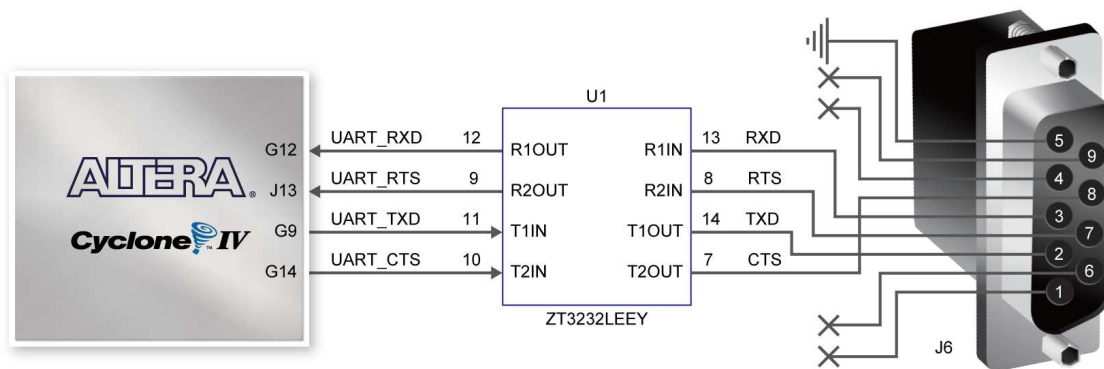 U1
G12 UART_RXD 12 R1OUT R1IN 13 RXD
J13 UART_RTS 9 R2OUT R2IN 8 RTS
G9 UART_TXD 11 T1IN T1OUT 14 TXD
G14 UART_CTS 10 T2IN T2OUT 7 CTS
ALTERA®
Cyclone™ IV
ZT3232LEEY
5
9
4
8
3
7
2
6
1
J6